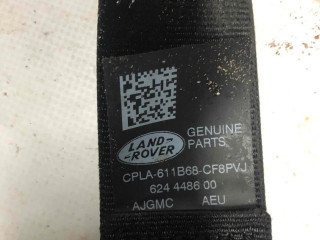 LAND-
ROVER
GENUINE
PARTS
CPLA-611B68-CF8PVJ
624 4486 00
AJGMC AEU